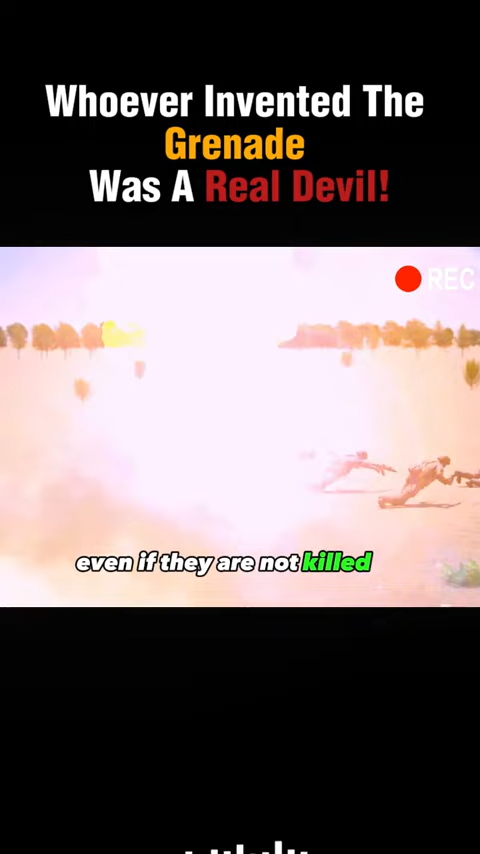 Whoever Invented The
Grenade
Was A Real Devil!
REC
even if they are not killed